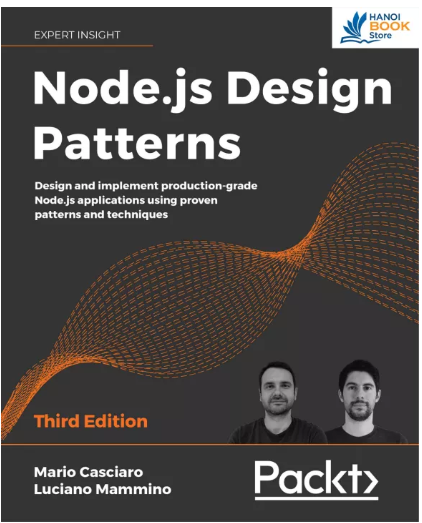 EXPERT INSIGHT
HANOI
BOOK
Store
Node.js Design
Patterns
Design and implement production-grade
Node.js applications using proven
patterns and techniques
Third Edition
Mario Casciaro
Luciano Mammino
Packt>